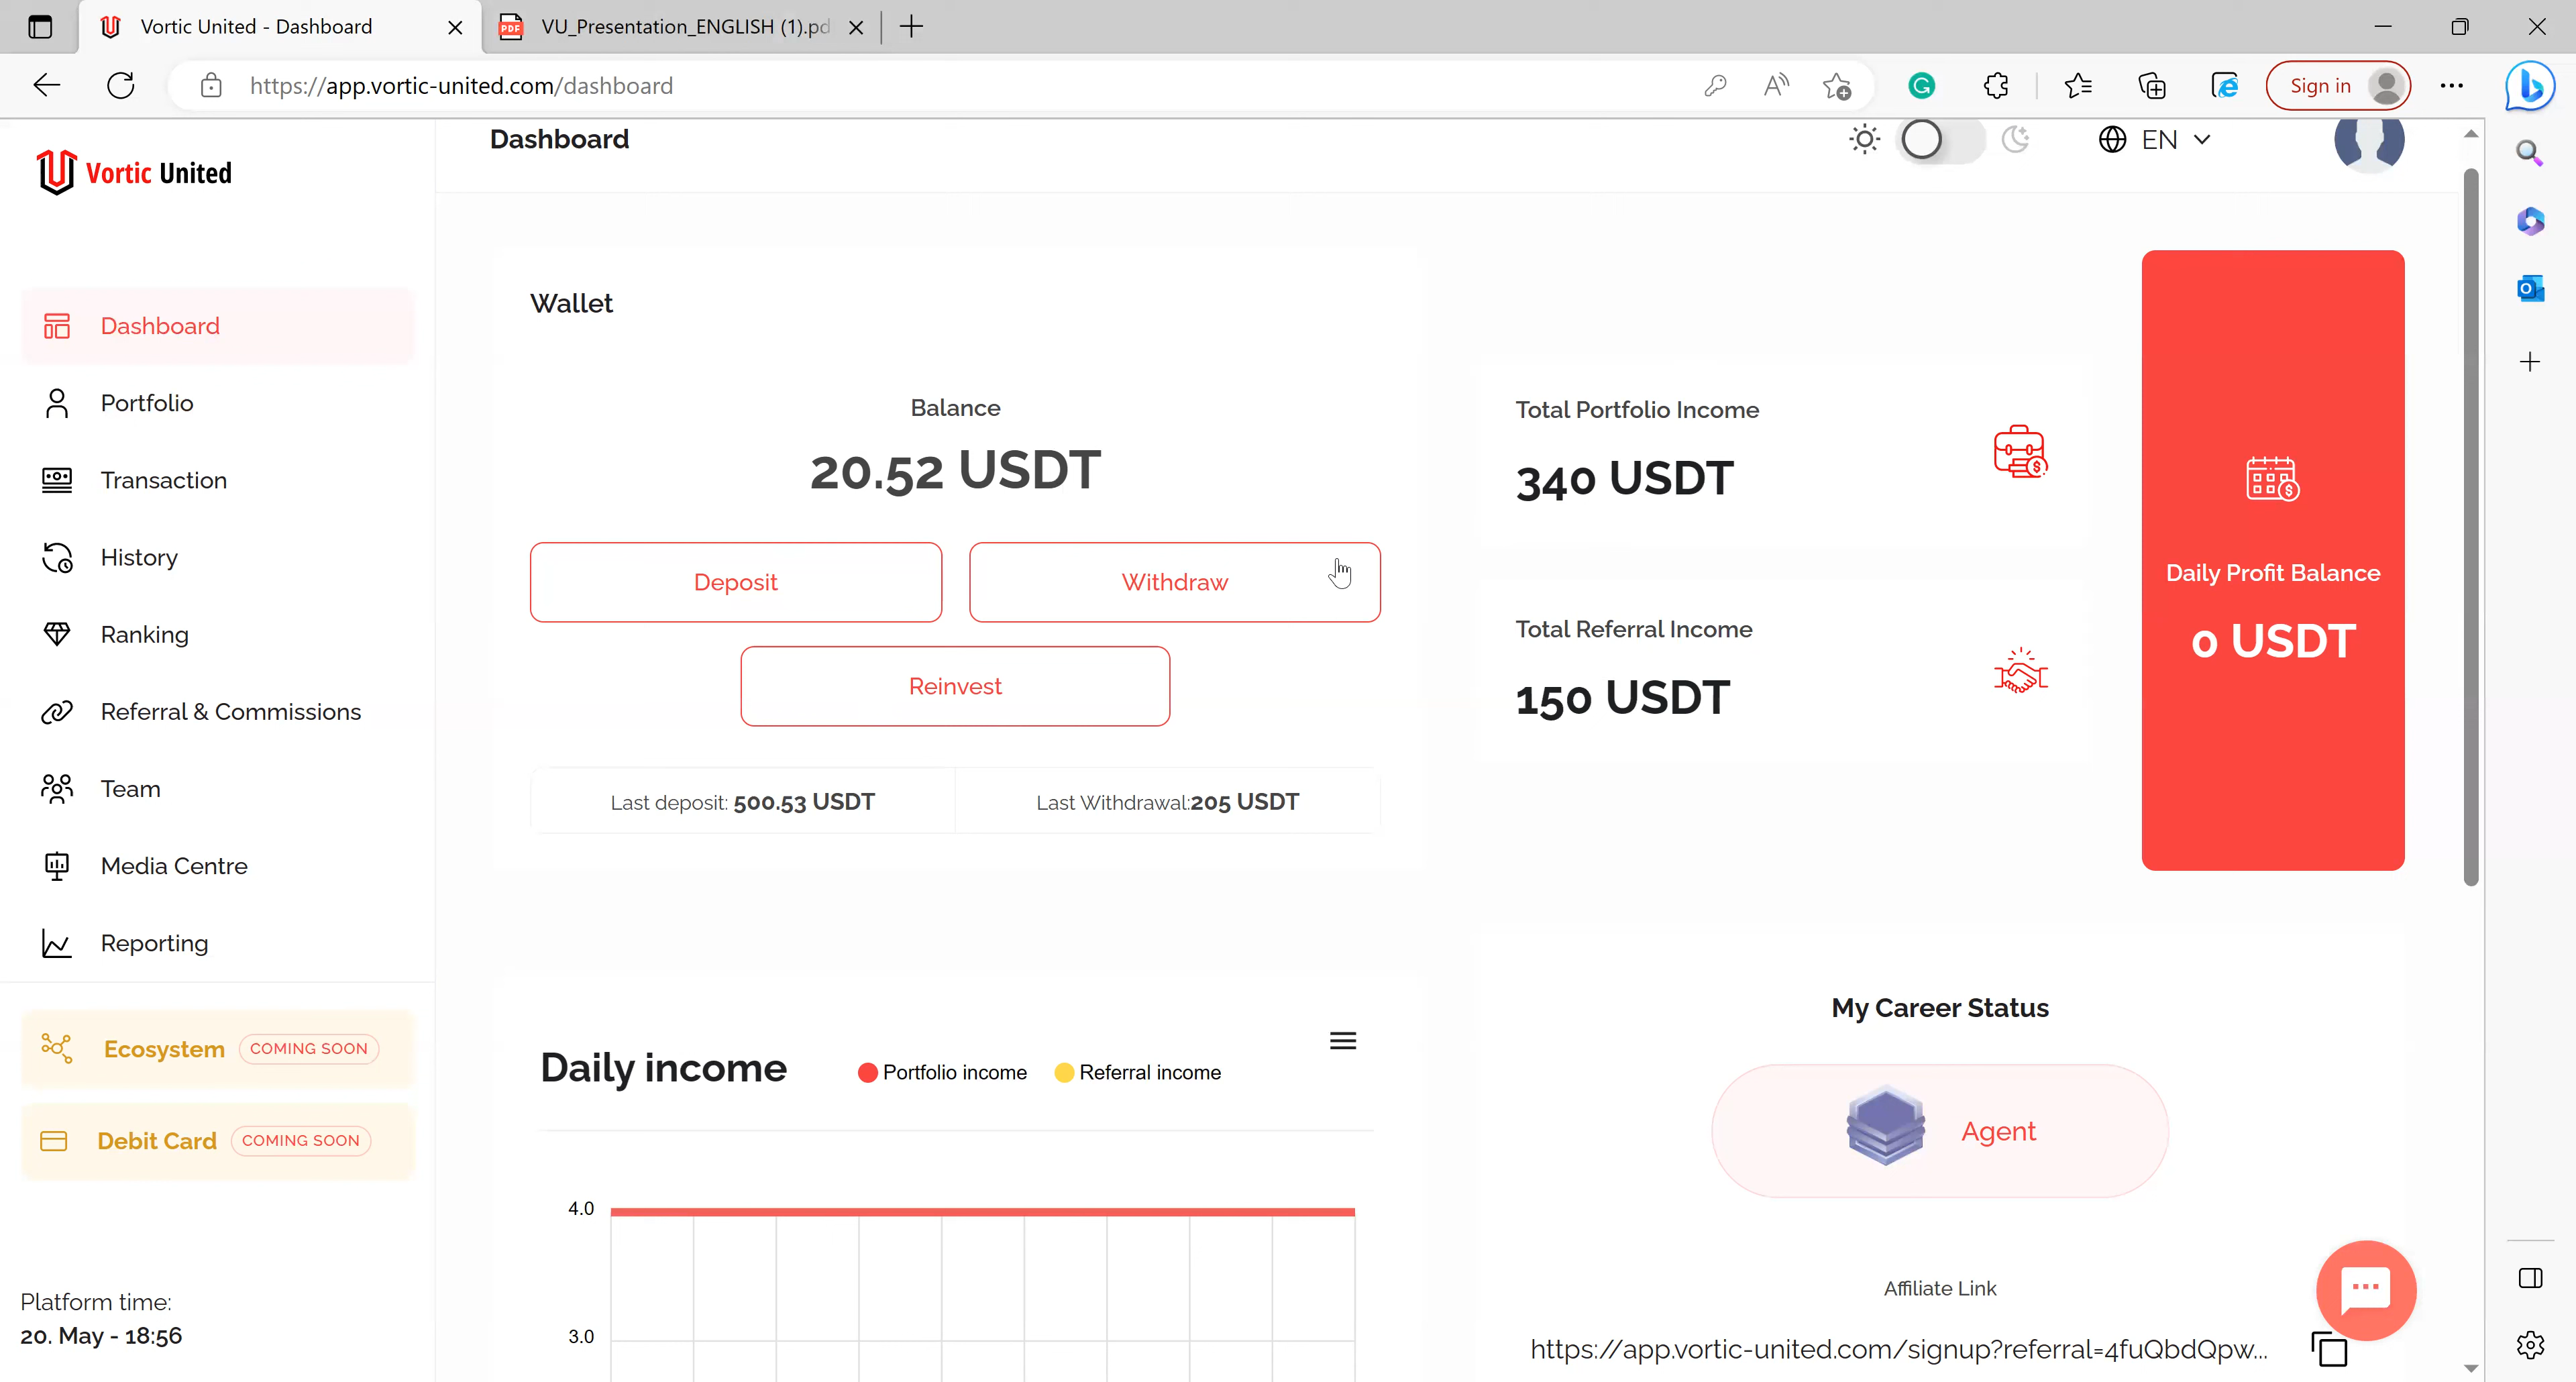 Vortic United - Dashboard
VU_Presentation_ENGLISH (1).pd
https://app.vortic-united.com/dashboard
Sign in
Vortic United
Dashboard
EN
Dashboard
Portfolio
Transaction
History
Ranking
Referral & Commissions
Team
Media Centre
Reporting
Ecosystem COMING SOON
Debit Card COMING SOON
Platform time:
20. May - 18:56
Wallet
Balance
20.52 USDT
Deposit
Withdraw
Reinvest
Last deposit: 500.53 USDT
Last Withdrawal:205 USDT
Total Portfolio Income
340 USDT
Total Referral Income
150 USDT
Daily Profit Balance
0 USDT
Daily income
Portfolio income
Referral income
4.0
3.0
My Career Status
Agent
Affiliate Link
https://app.vortic-united.com/signup?referral=4fuQbdQpw...